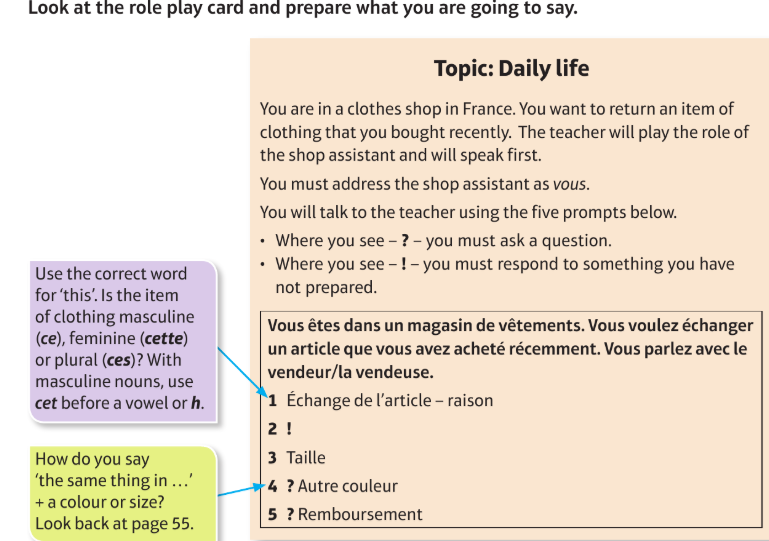 Look at the role play card and prepare what you are going to say.
Topic: Daily life
You are in a clothes shop in France. You want to return an item of
clothing that you bought recently. The teacher will play the role of
the shop assistant and will speak first.
You must address the shop assistant as vous.
You will talk to the teacher using the five prompts below.
• Where you see – ? – you must ask a question.
• Where you see – ! – you must respond to something you have
not prepared.
Use the correct word
for ‘this’. Is the item
of clothing masculine
(ce), feminine (cette)
or plural (ces)? With
masculine nouns, use
cet before a vowel or h.
Vous êtes dans un magasin de vêtements. Vous voulez échanger
un article que vous avez acheté récemment. Vous parlez avec le
vendeur/la vendeuse.
1 Échange de l’article – raison
2 !
3 Taille
4 ? Autre couleur
5 ? Remboursement
How do you say
‘the same thing in …’
+ a colour or size?
Look back at page 55.